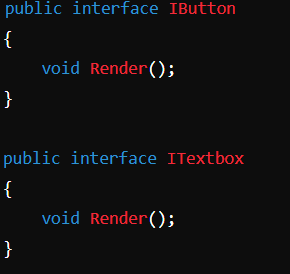 public interface IButton
{
    void Render();
}

public interface ITextbox
{
    void Render();
}